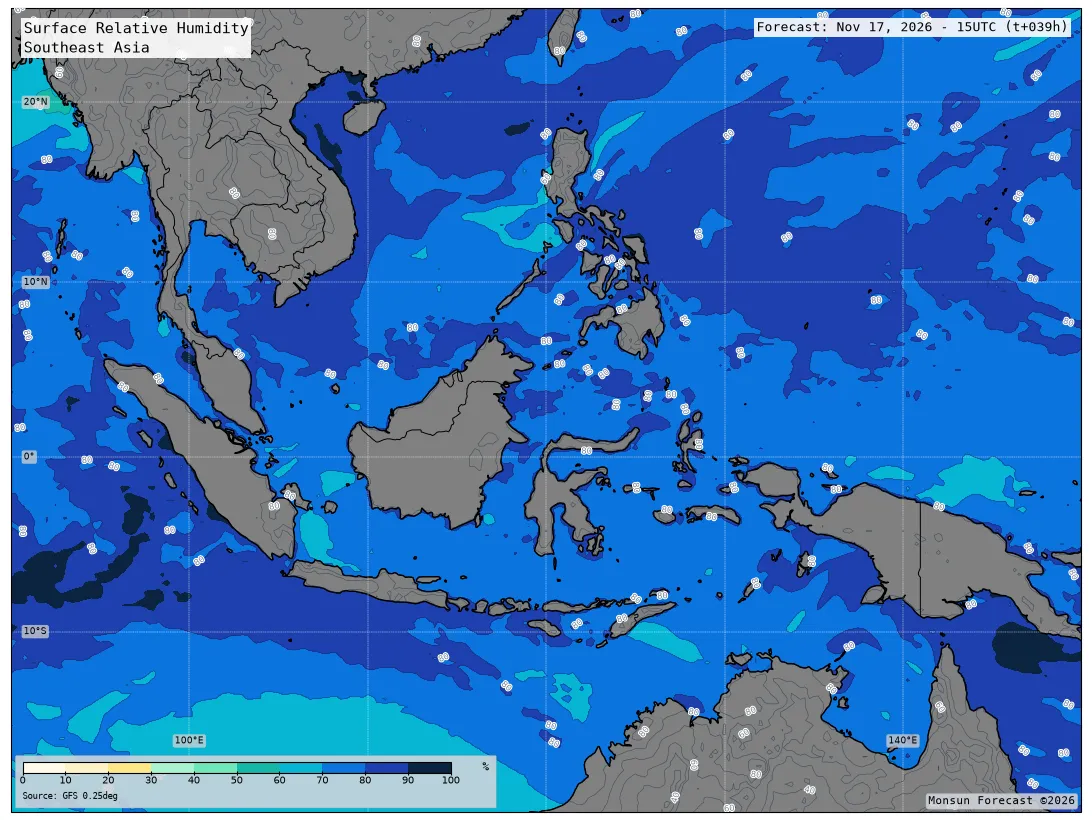 Surface Relative Humidity
Southeast Asia
Forecast: Nov 17, 2026 - 15UTC (t+039h)
20°N
10°N
0°
10°S
100°E
140°E
0 10 20 30 40 50 60 70 80 90 100
%
Source: GFS 0.25deg
Monsun Forecast ©2026